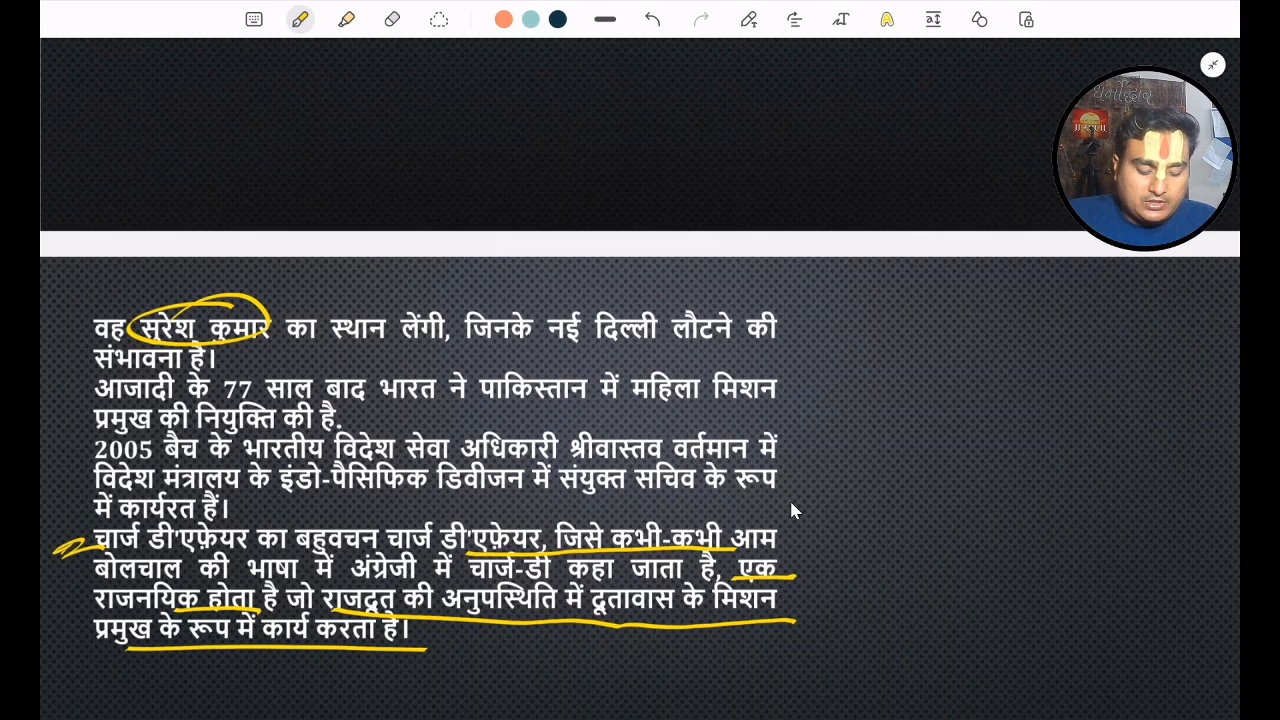 वह सुरेश कुमार का स्थान लेंगी, जिनके नई दिल्ली लौटने की
संभावना है।
आजादी के 77 साल बाद भारत ने पाकिस्तान में महिला मिशन
प्रमुख की नियुक्ति की है.
2005 बैच के भारतीय विदेश सेवा अधिकारी श्रीवास्तव वर्तमान में
विदेश मंत्रालय के इंडो-पैसिफिक डिवीजन में संयुक्त सचिव के रूप
में कार्यरत हैं।
चार्ज डी'एफ़ेयर का बहुवचन चार्ज डी'एफ़ेयर, जिसे कभी-कभी आम
बोलचाल की भाषा में अंग्रेजी में चार्ज-डी कहा जाता है, एक
राजनयिक होता है जो राजदूत की अनुपस्थिति में दूतावास के मिशन
प्रमुख के रूप में कार्य करता है।